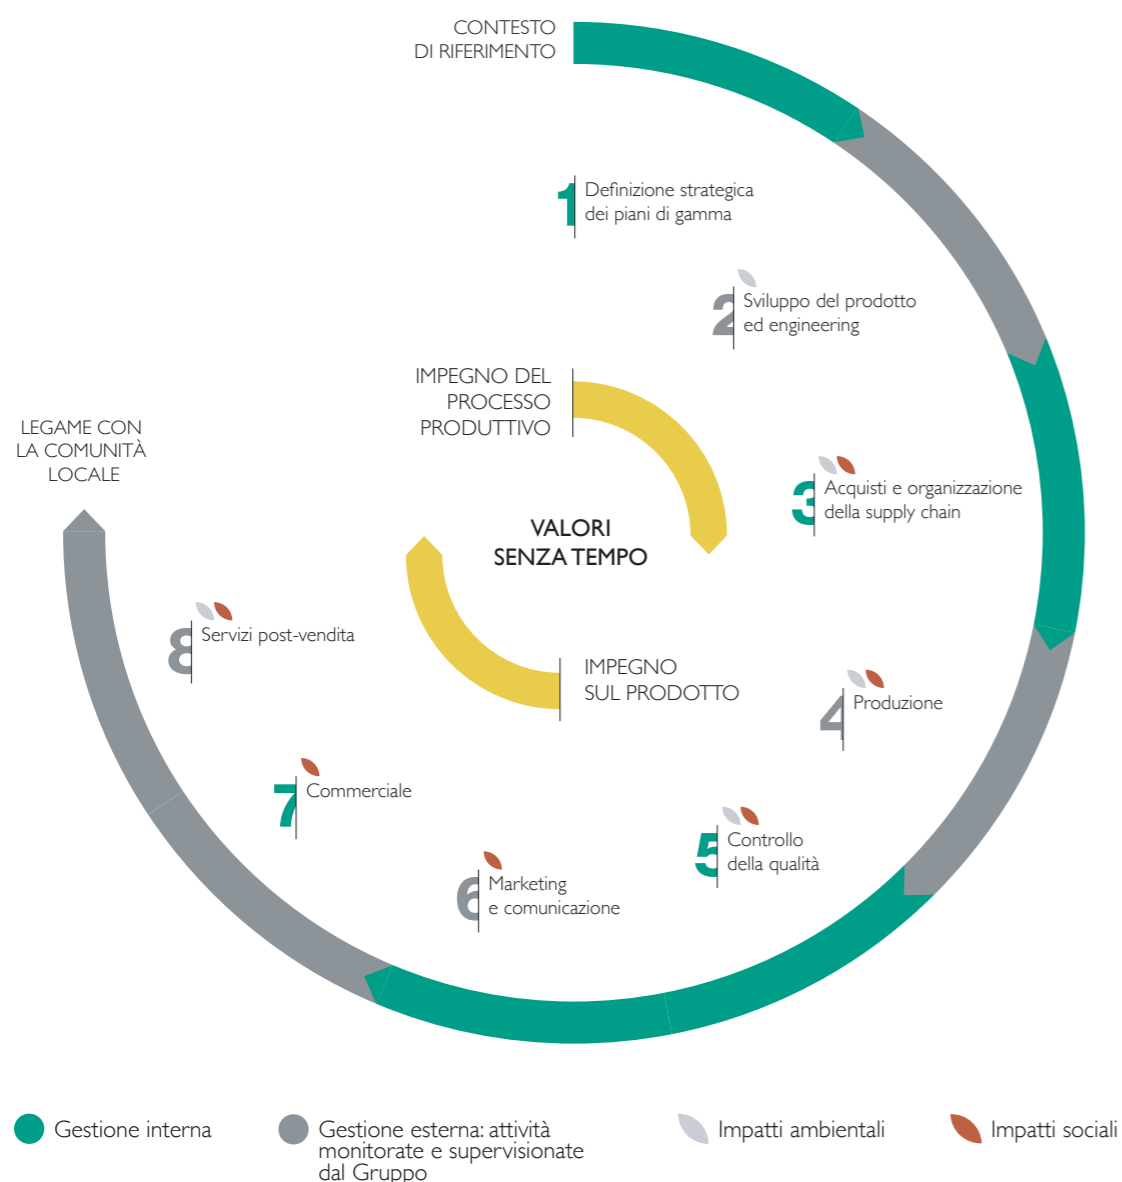 CONTESTO
DI RIFERIMENTO
1
Definizione strategica
dei piani di gamma
2
Sviluppo del prodotto
ed engineering
IMPEGNO DEL
PROCESSO
PRODUTTIVO
LEGAME CON
LA COMUNITÀ
LOCALE
3
Acquisti e organizzazione
della supply chain
VALORI
SENZA TEMPO
8
Servizi post-vendita
IMPEGNO
SUL PRODOTTO
4
Produzione
7
Commerciale
5
Controllo
della qualità
6
Marketing
e comunicazione
Gestione interna
Gestione esterna: attività
monitorate e supervisionate
dal Gruppo
Impatti ambientali
Impatti sociali